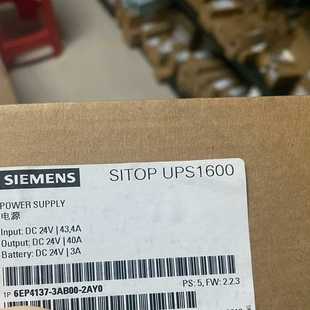 SIEMENS
SITOP UPS1600
POWER SUPPLY
电源
Input: DC 24V | 43,4A
Output: DC 24V | 40A
Battery: DC 24V | 3A
PS: 5, FW: 2.2.3
1P 6EP4137-3AB00-2AY0